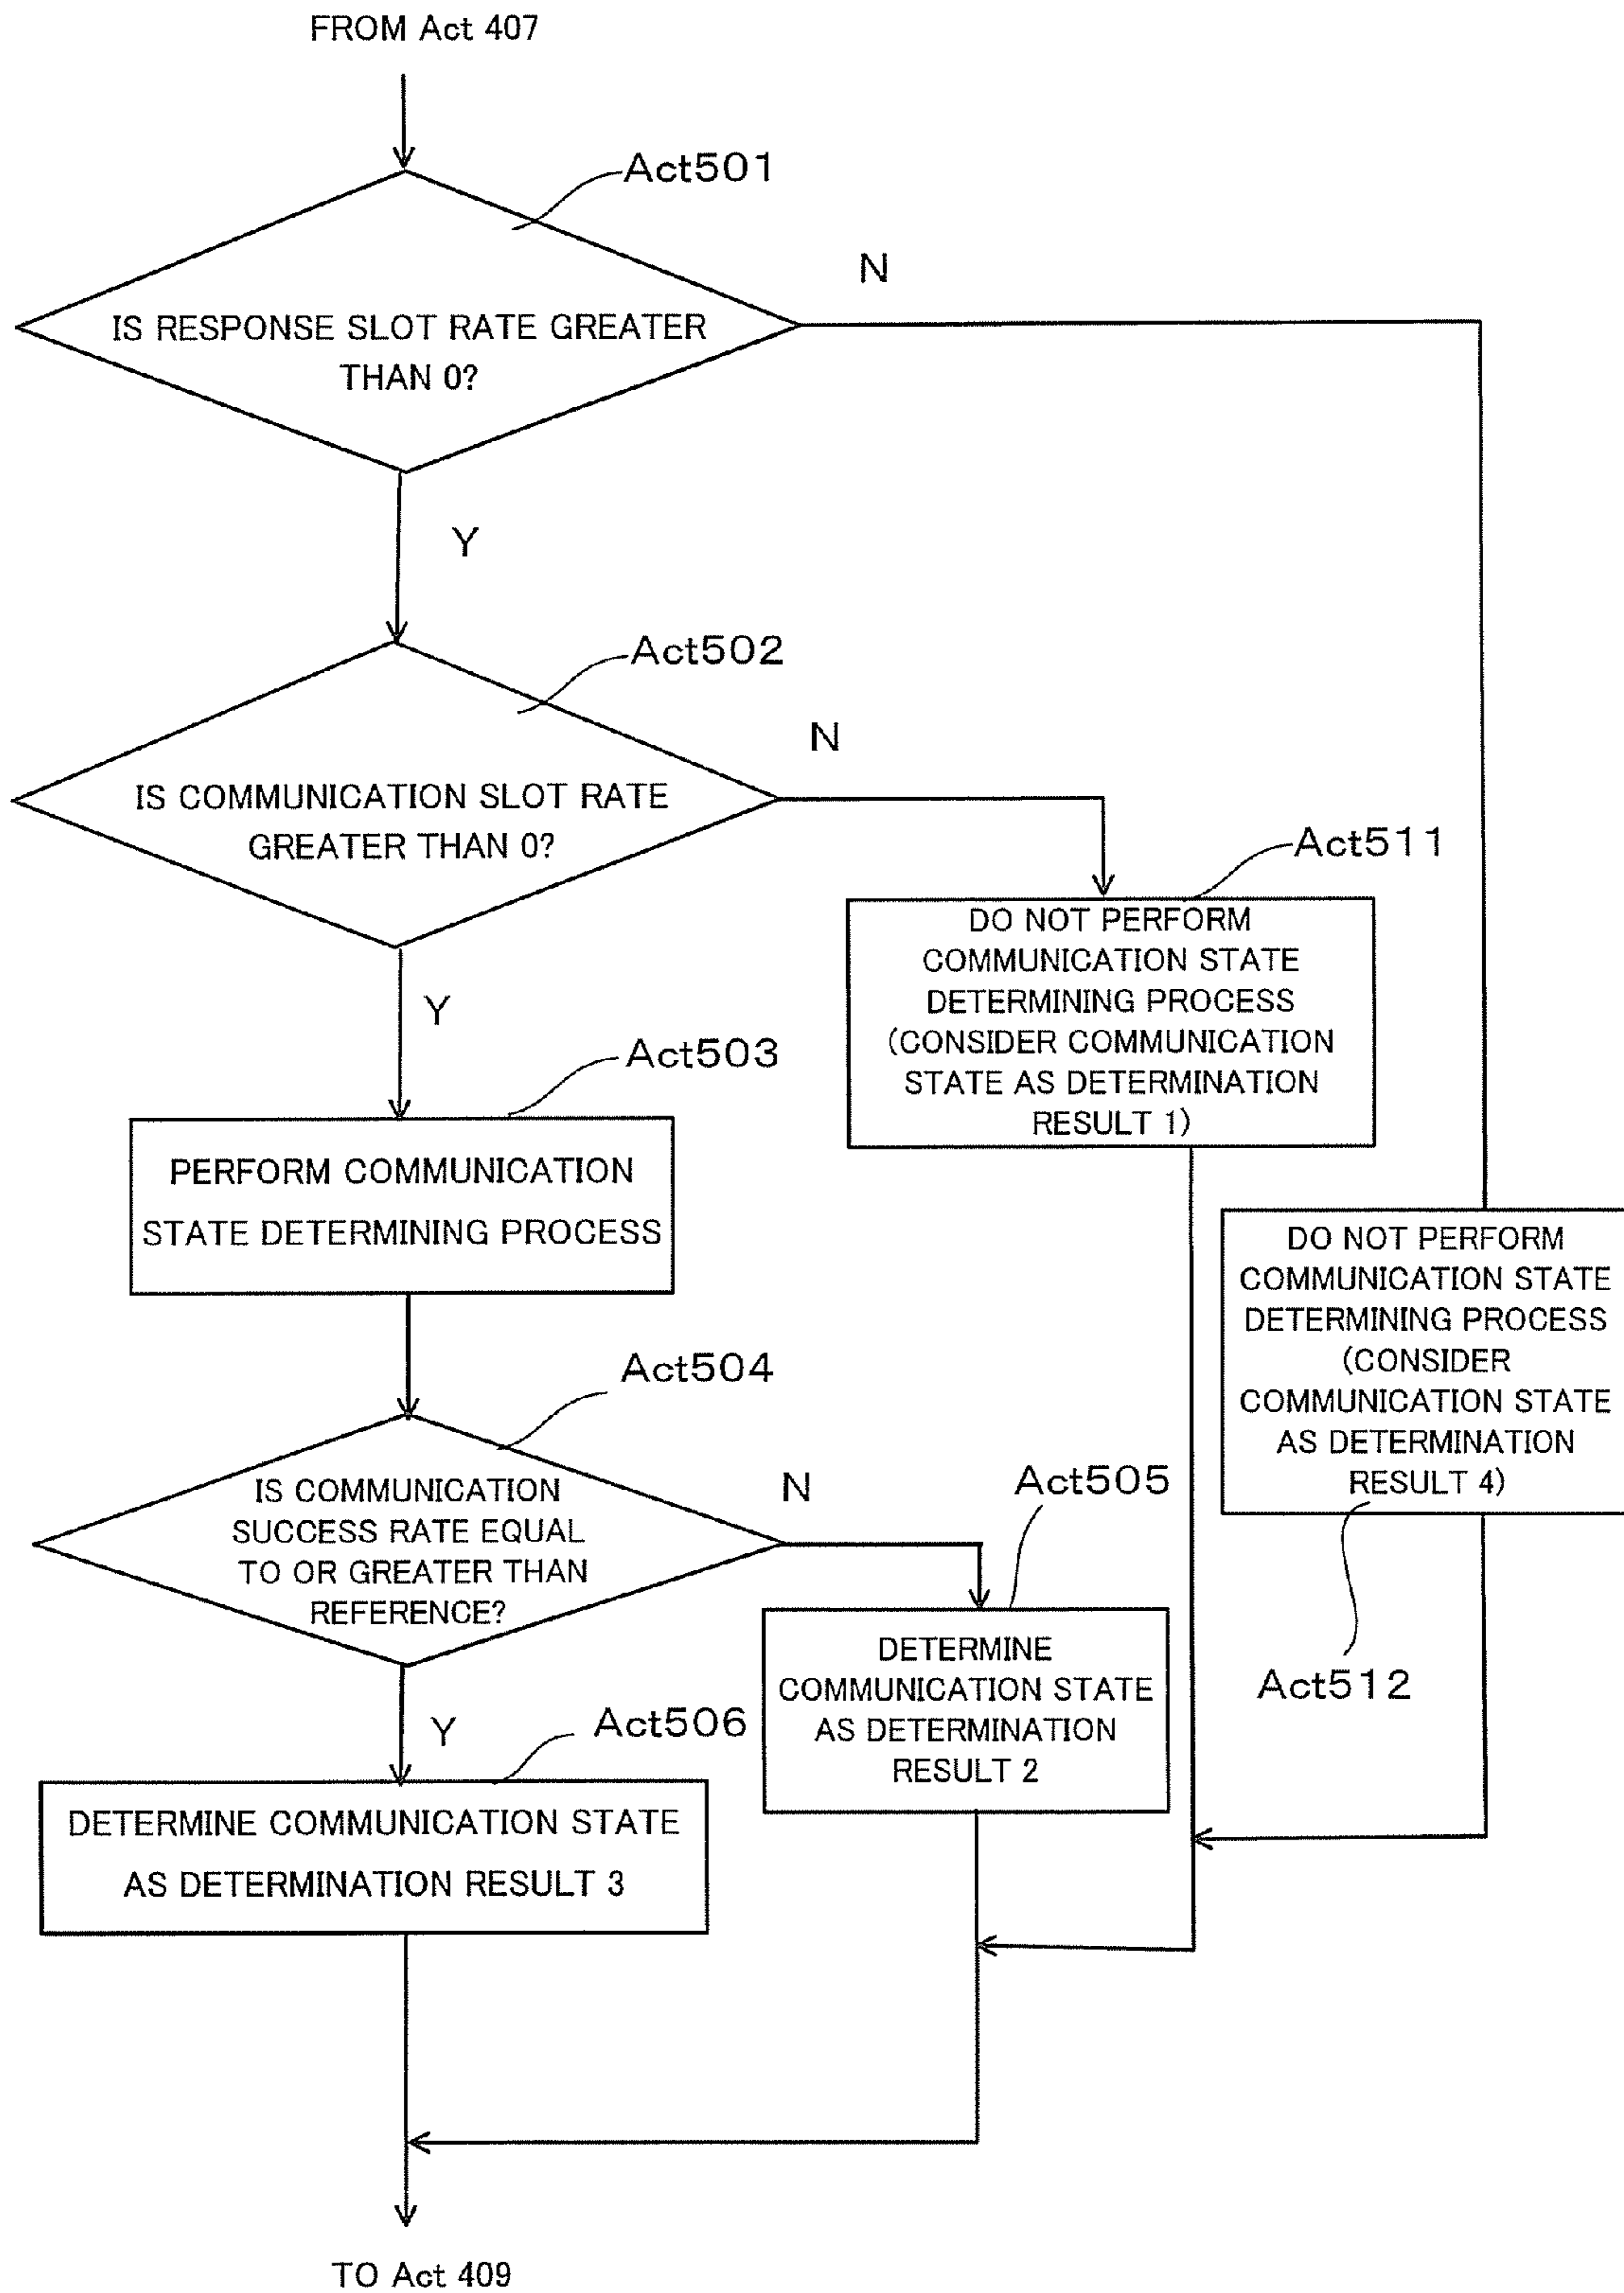 FROM Act 407
Act501
N
IS RESPONSE SLOT RATE GREATER
THAN 0?
Y
Act502
N
IS COMMUNICATION SLOT RATE
GREATER THAN 0?
Act511
DO NOT PERFORM
COMMUNICATION STATE
DETERMINING PROCESS
(CONSIDER COMMUNICATION
STATE AS DETERMINATION
RESULT 1)
Y
Act503
PERFORM COMMUNICATION
STATE DETERMINING PROCESS
DO NOT PERFORM
COMMUNICATION STATE
DETERMINING PROCESS
(CONSIDER
COMMUNICATION STATE
AS DETERMINATION
RESULT 4)
Act512
Act504
N
IS COMMUNICATION
SUCCESS RATE EQUAL
TO OR GREATER THAN
REFERENCE?
Act505
DETERMINE
COMMUNICATION STATE
AS DETERMINATION
RESULT 2
Y
Act506
DETERMINE COMMUNICATION STATE
AS DETERMINATION RESULT 3
TO Act 409